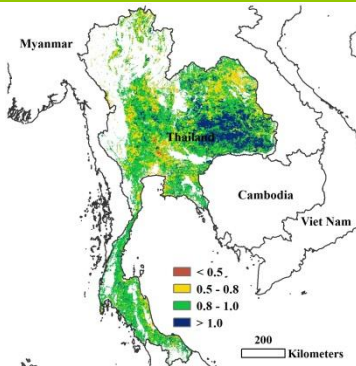 Myanmar
Thailand
Cambodia
Viet Nam
< 0.5
0.5 - 0.8
0.8 - 1.0
> 1.0
200
Kilometers